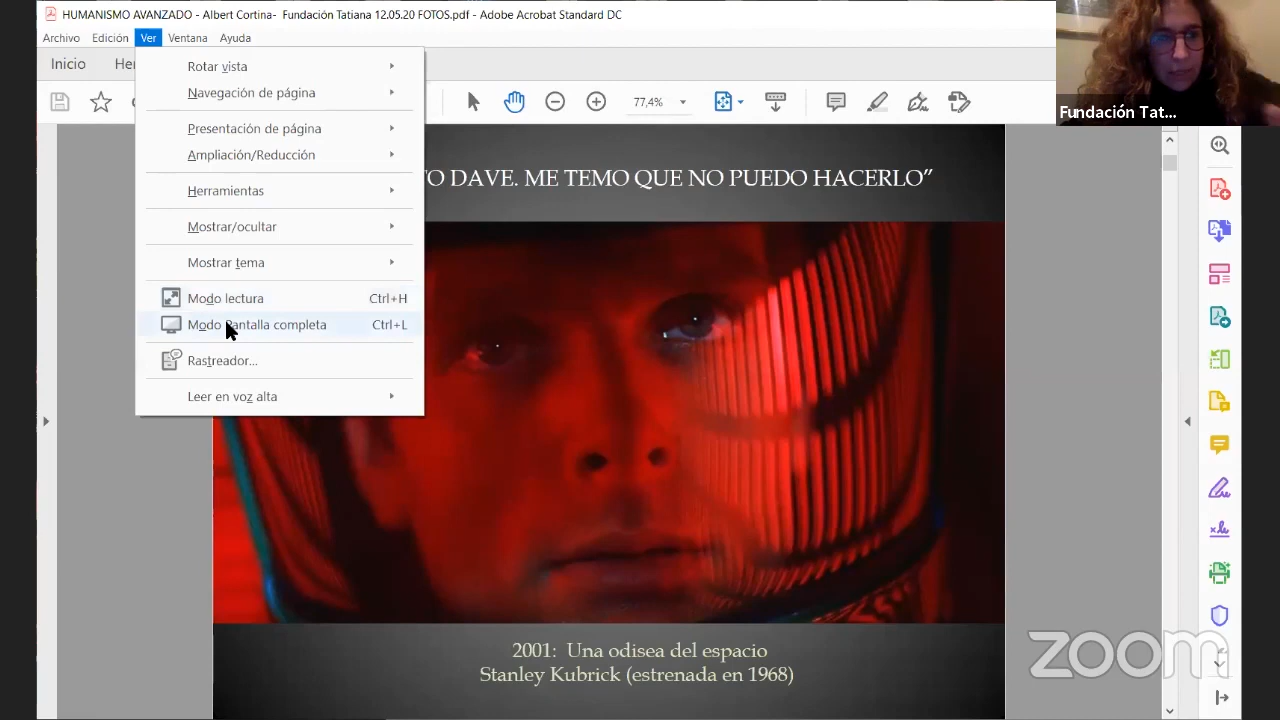 HUMANISMO AVANZADO - Albert Cortina- Fundación Tatiana 12.05.20 FOTOS.pdf - Adobe Acrobat Standard DC
Archivo Edición Ver Ventana Ayuda
Inicio
Rotar vista
Navegación de página
Presentación de página
Ampliación/Reducción
Herramientas
Mostrar/ocultar
Mostrar tema
Modo lectura Ctrl+H
Modo Pantalla completa Ctrl+L
Rastreador...
Leer en voz alta
77,4%
Fundación Tat...
DAVE. ME TEMO QUE NO PUEDO HACERLO”
2001: Una odisea del espacio
Stanley Kubrick (estrenada en 1968)
zoom